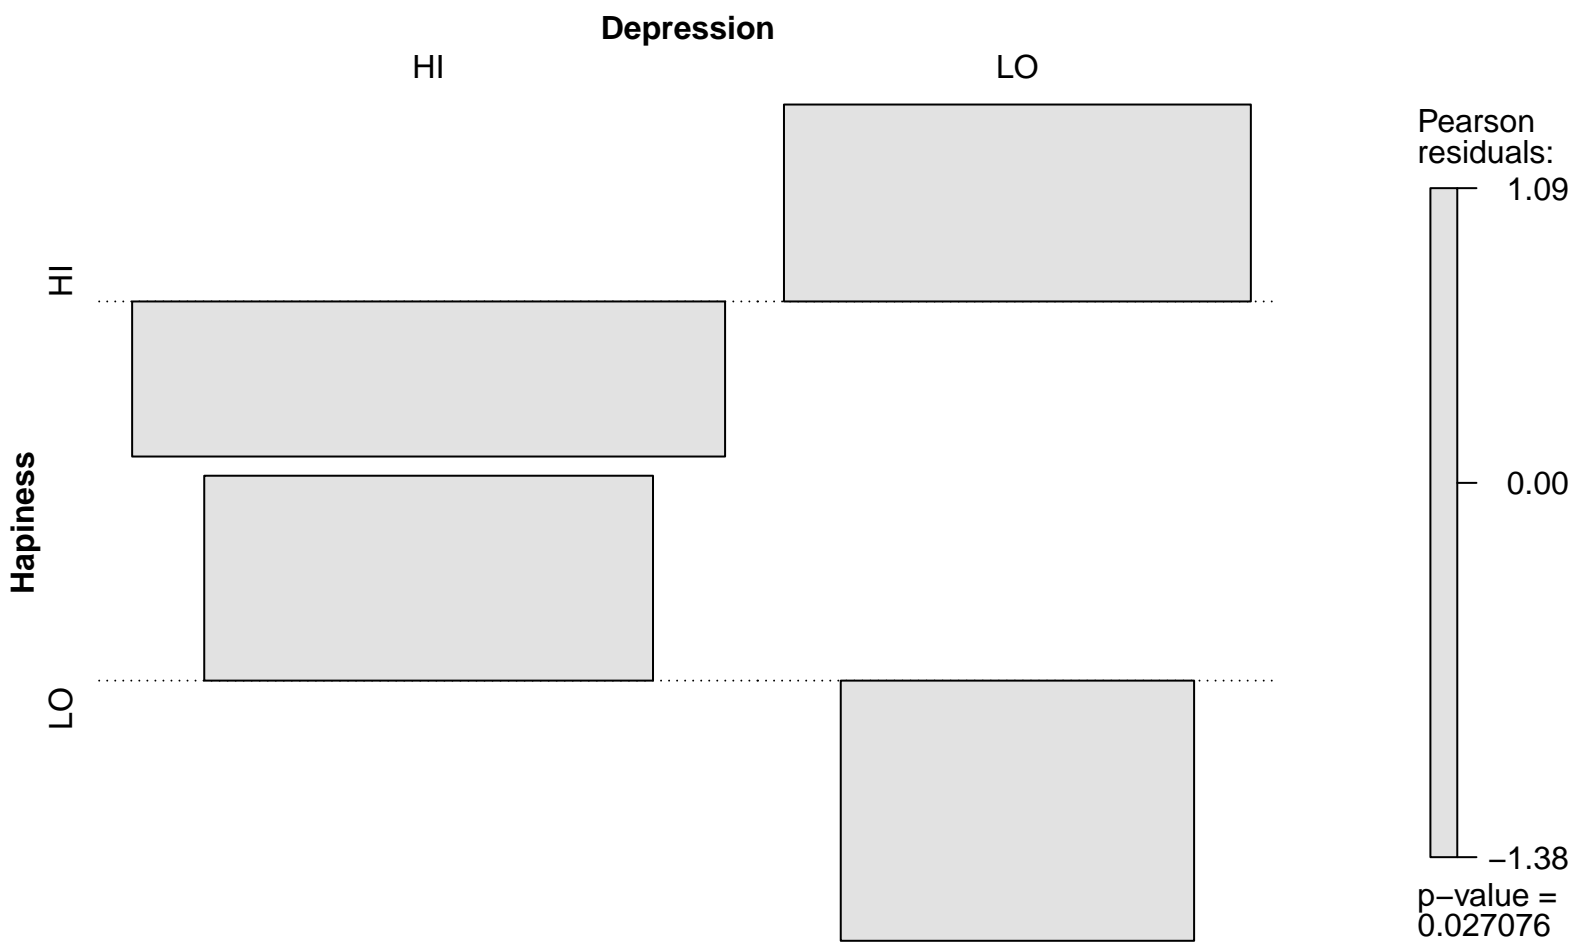 Depression
HI
LO
Pearson
residuals:
1.09
HI
0.00
Hapiness
LO
−1.38
p−value =
0.027076